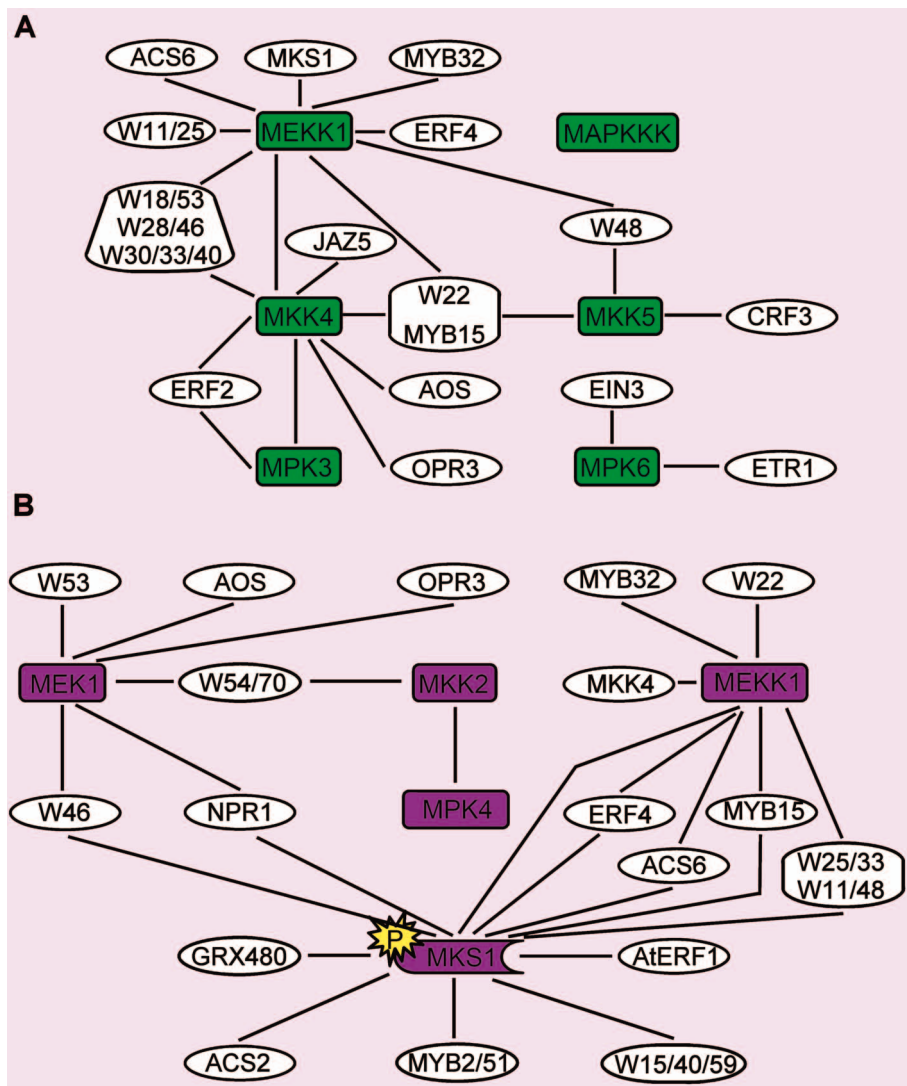 A
ACS6
MKS1
MYB32
W11/25
MEKK1
ERF4
MAPKKK
W18/53
W28/46
W30/33/40
JAZ5
W48
MKK4
W22
MYB15
MKK5
CRF3
ERF2
AOS
EIN3
MPK3
OPR3
MPK6
ETR1
B
W53
AOS
OPR3
MYB32
W22
MEK1
W54/70
MKK2
MKK4
MEKK1
W46
NPR1
MPK4
ERF4
MYB15
ACS6
W25/33
W11/48
P
GRX480
MKS1
AtERF1
ACS2
MYB2/51
W15/40/59